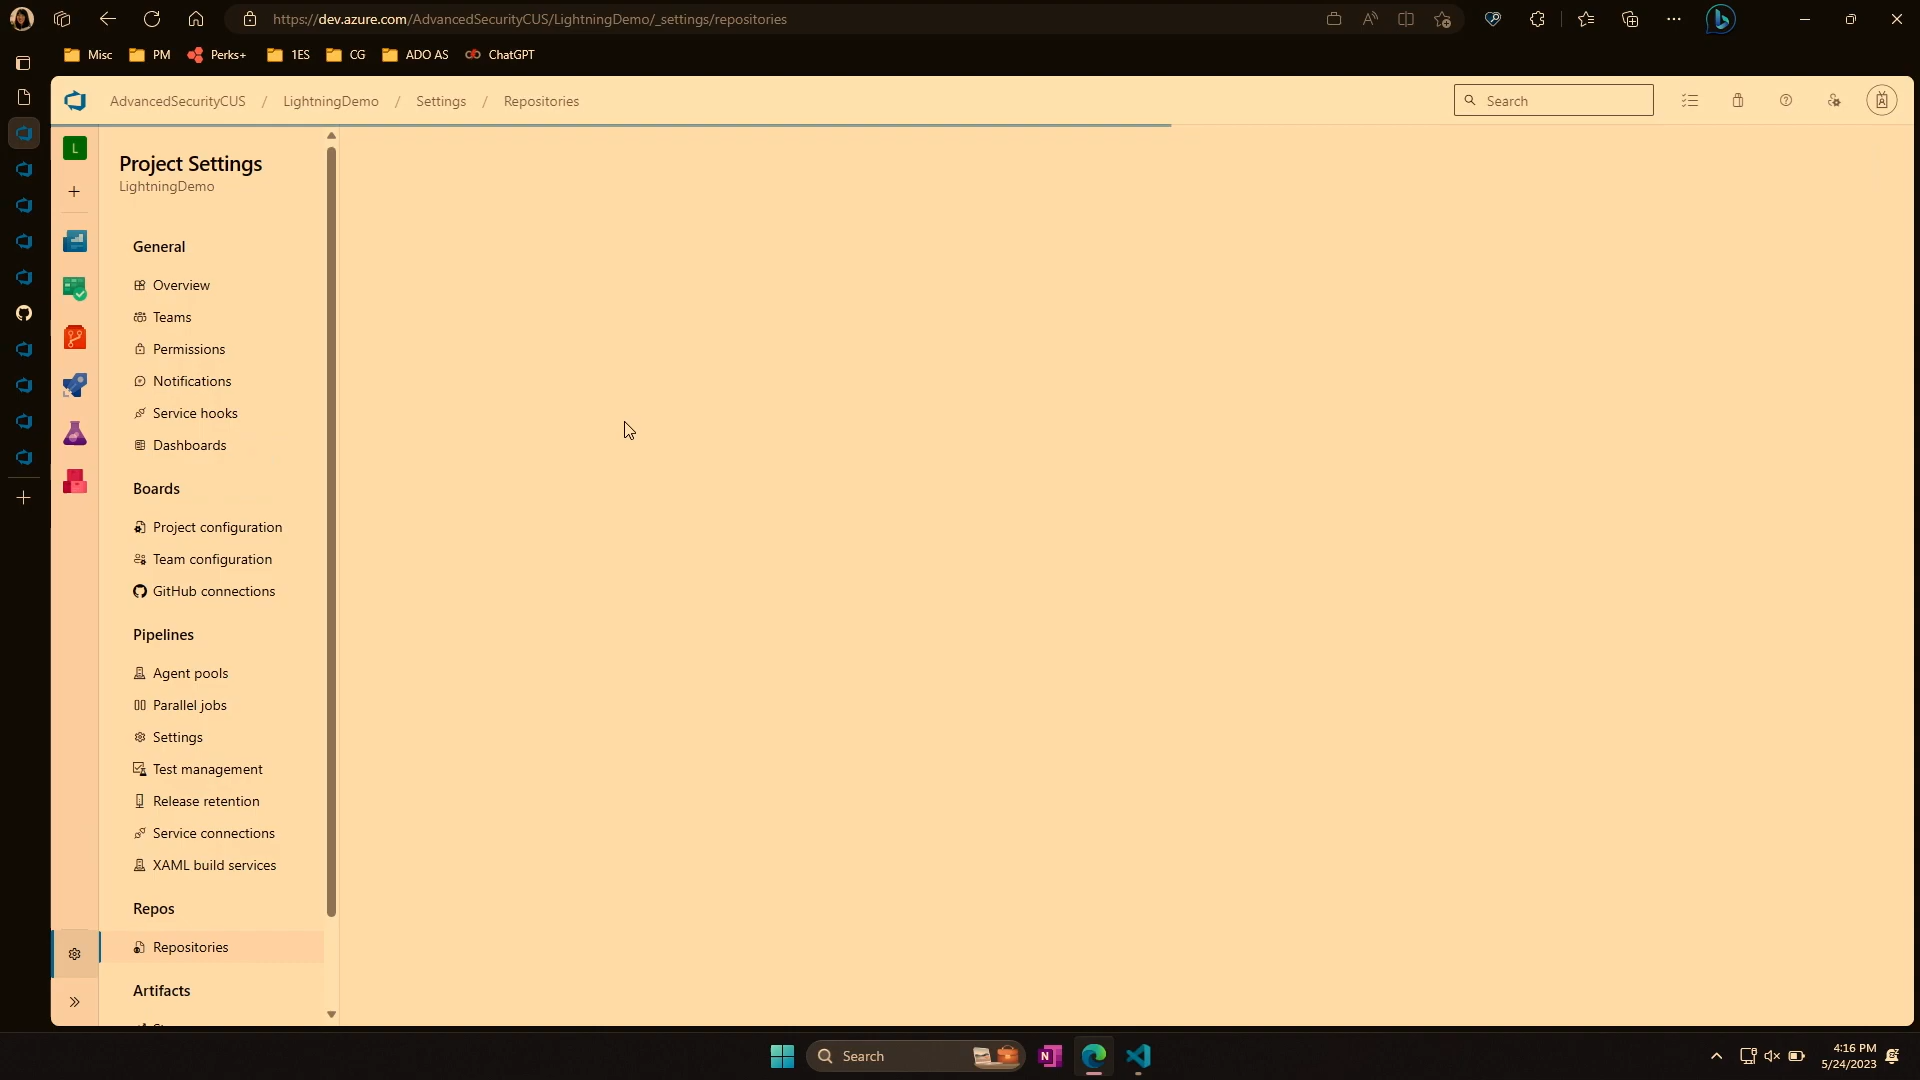 https://dev.azure.com/AdvancedSecurityCUS/LightningDemo/_settings/repositories
Misc
PM
Perks+
1ES
CG
ADO AS
ChatGPT
AdvancedSecurityCUS / LightningDemo / Settings / Repositories
Search
L
Project Settings
LightningDemo
General
Overview
Teams
Permissions
Notifications
Service hooks
Dashboards
Boards
Project configuration
Team configuration
GitHub connections
Pipelines
Agent pools
Parallel jobs
Settings
Test management
Release retention
Service connections
XAML build services
Repos
Repositories
Artifacts
Search
4:16 PM
5/24/2023